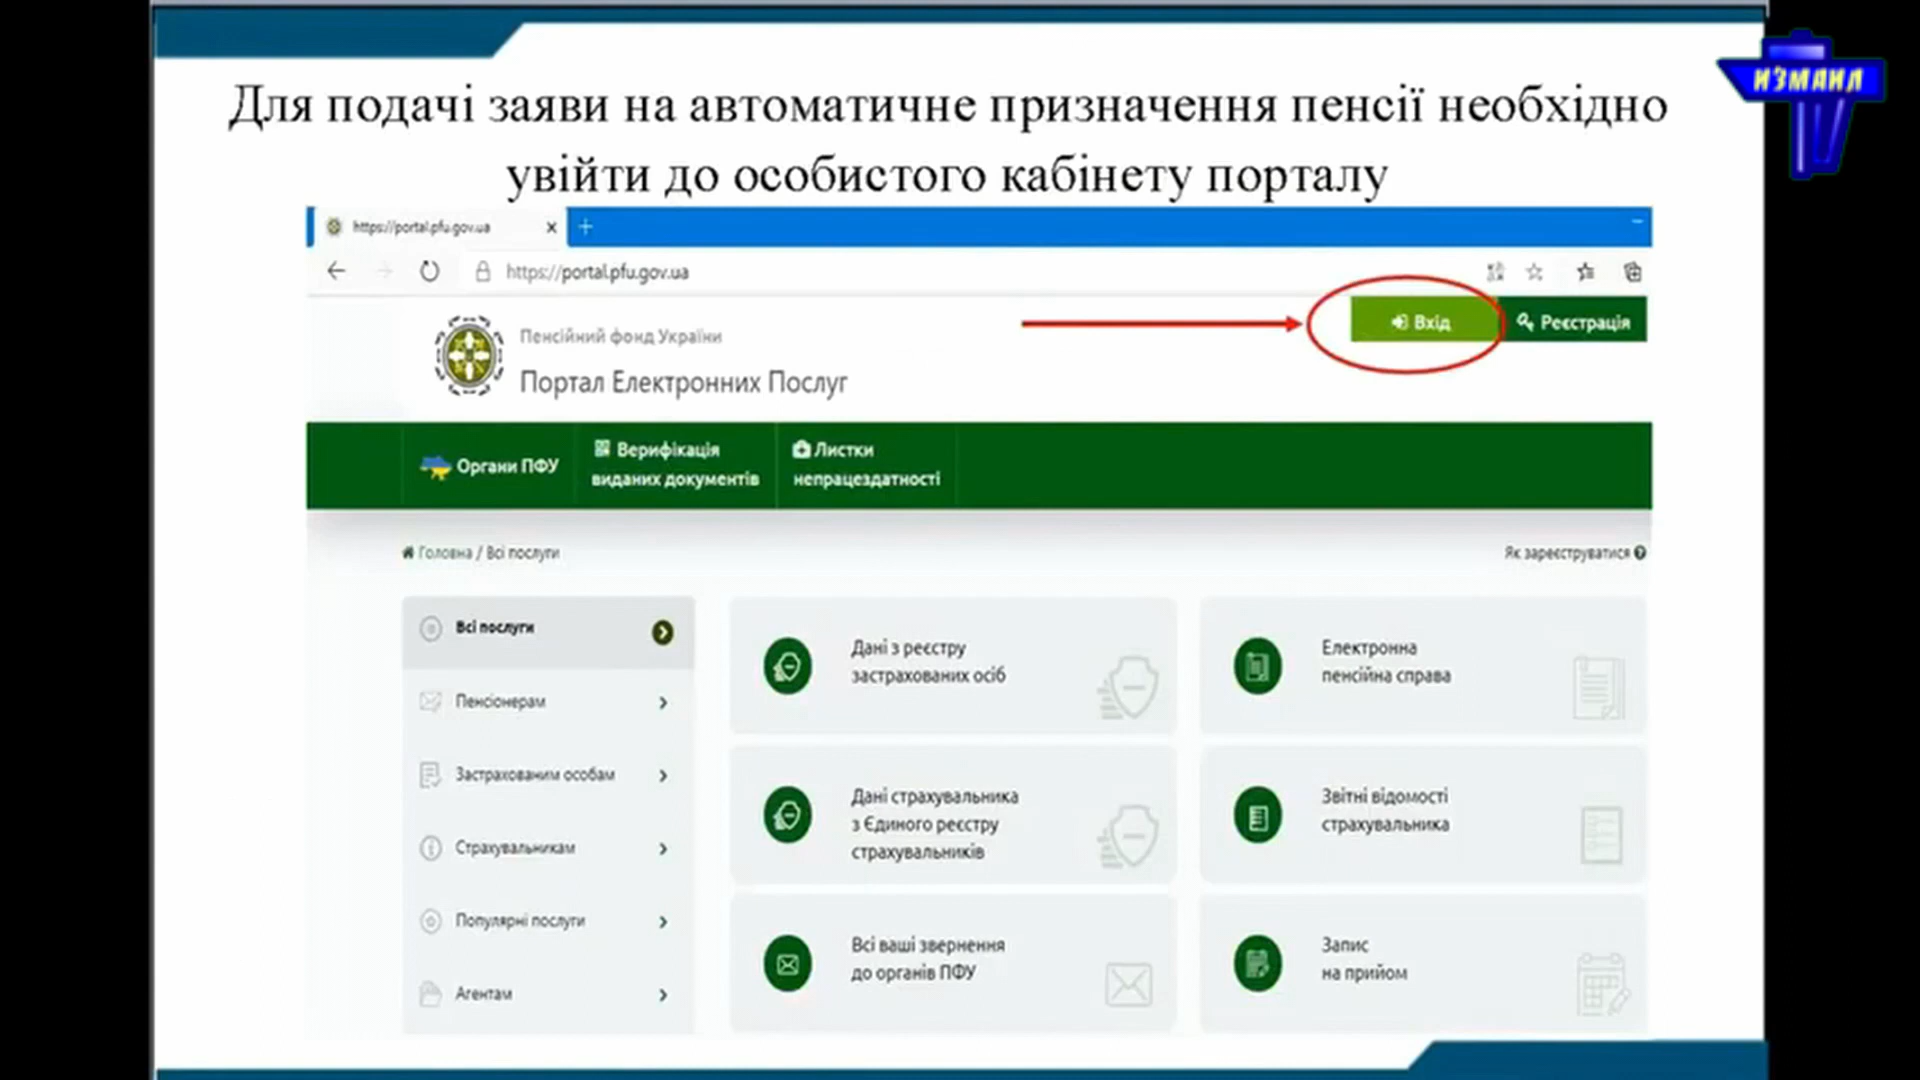 ИЗМАИЛ
TV
Для подачі заяви на автоматичне призначення пенсії необхідно
увійти до особистого кабінету порталу
https://portal.pfu.gov.ua
https://portal.pfu.gov.ua
Вхід
Реєстрація
Пенсійний фонд України
Портал Електронних Послуг
Органи ПФУ
Верифікація
виданих документів
Листки
непрацездатності
Головна / Всі послуги
Як зареєструватися
Всі послуги
Пенсіонерам
Застрахованим особам
Страхувальникам
Популярні послуги
Агентам
Дані з реєстру
застрахованих осіб
Електронна
пенсійна справа
Дані страхувальника
з Єдиного реєстру
страхувальників
Звітні відомості
страхувальника
Всі ваші звернення
до органів ПФУ
Запис
на прийом